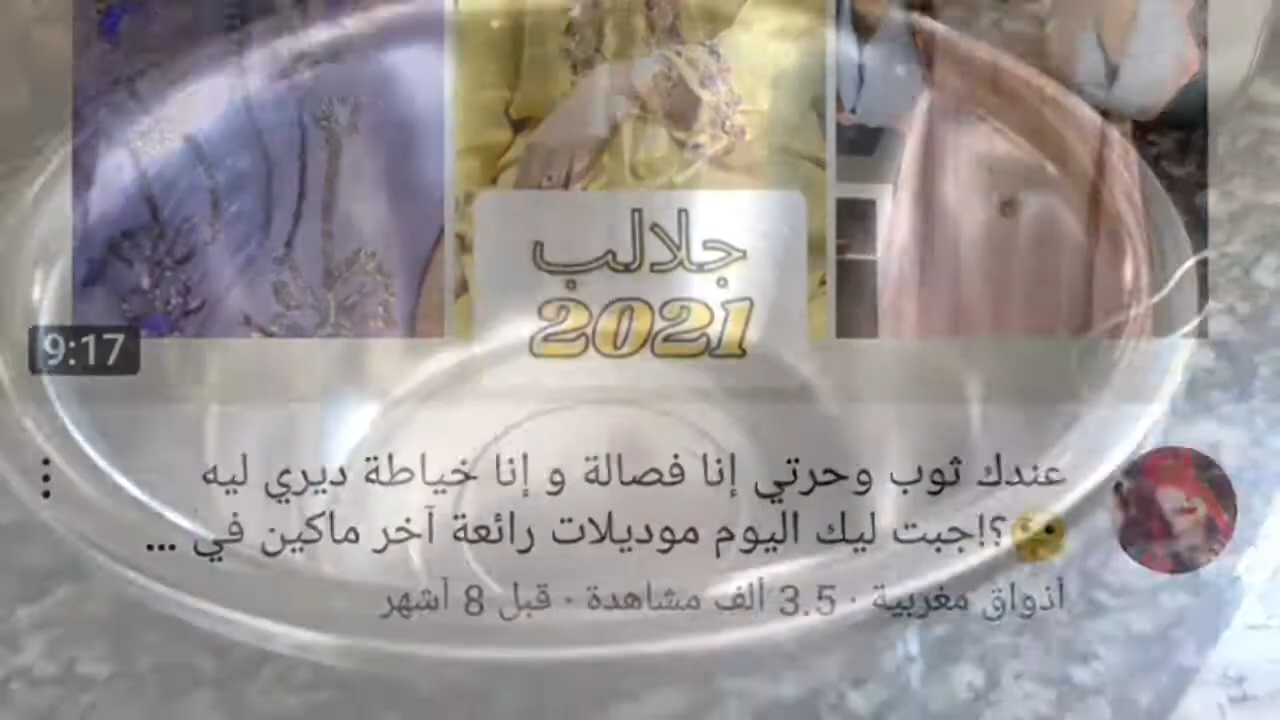 جلالب
2021
9:17
عندك ثوب وحرتي إنا فصالة و إنا خياطة ديري ليه
؟!جبت ليك اليوم موديلات رائعة آخر ماكين في ...
أذواق مغربية · 3.5 ألف مشاهدة · قبل 8 أشهر